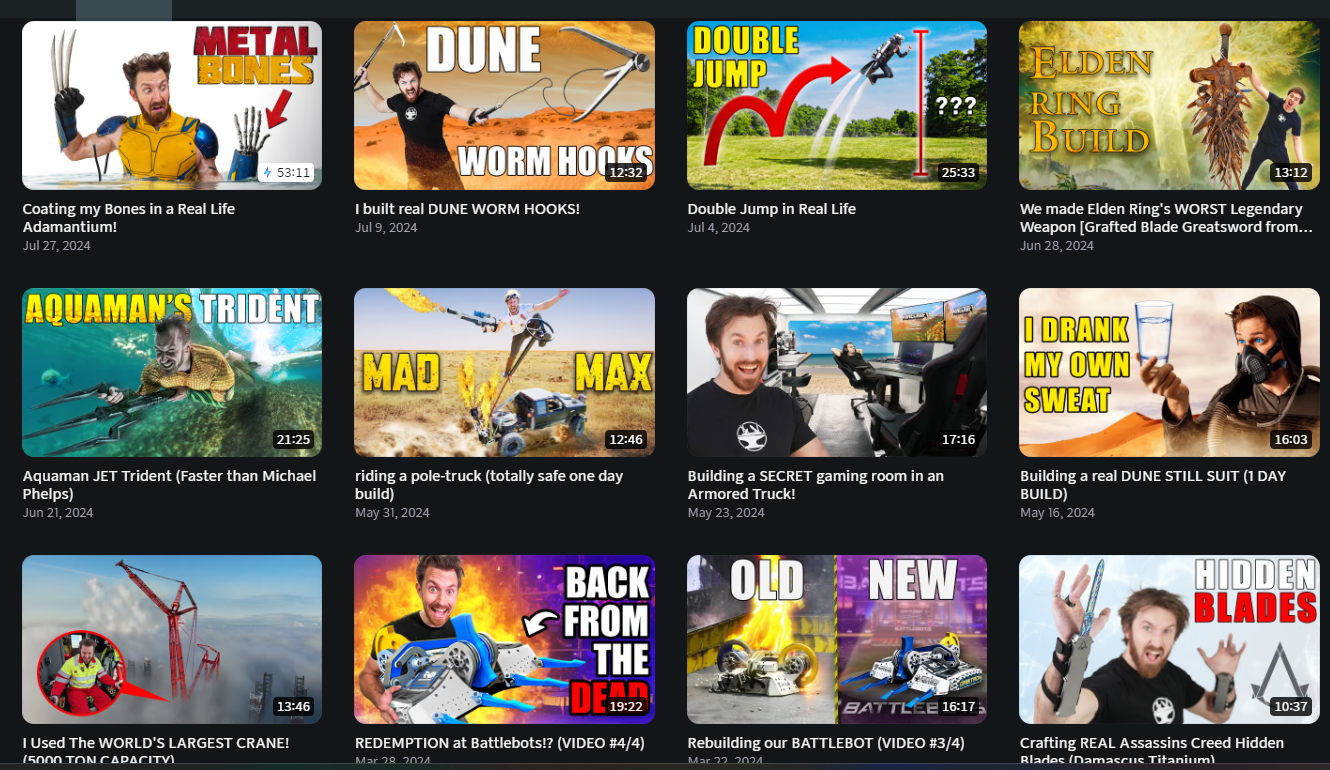 METAL
BONES
53:11
Coating my Bones in a Real Life
Adamantium!
Jul 27, 2024
DUNE
WORM HOOKS
12:32
I built real DUNE WORM HOOKS!
Jul 9, 2024
DOUBLE
JUMP
???
25:33
Double Jump in Real Life
Jul 4, 2024
ELDEN
RING
BUILD
13:12
We made Elden Ring's WORST Legendary
Weapon [Grafted Blade Greatsword from...
Jun 28, 2024
AQUAMAN'S TRIDENT
21:25
Aquaman JET Trident (Faster than Michael
Phelps)
Jun 21, 2024
MAD MAX
12:46
riding a pole-truck (totally safe one day
build)
May 31, 2024
17:16
Building a SECRET gaming room in an
Armored Truck!
May 23, 2024
I DRANK
MY OWN
SWEAT
16:03
Building a real DUNE STILL SUIT (1 DAY
BUILD)
May 16, 2024
13:46
I Used The WORLD'S LARGEST CRANE!
(5000 TON CAPACITY)
BACK
FROM
THE
DEAD
19:22
REDEMPTION at Battlebots!? (VIDEO #4/4)
Mar 28, 2024
OLD
NEW
BATTLEBOTS
16:17
Rebuilding our BATTLEBOT (VIDEO #3/4)
Mar 22, 2024
HIDDEN
BLADES
10:37
Crafting REAL Assassins Creed Hidden
Blades (Damascus Titanium)